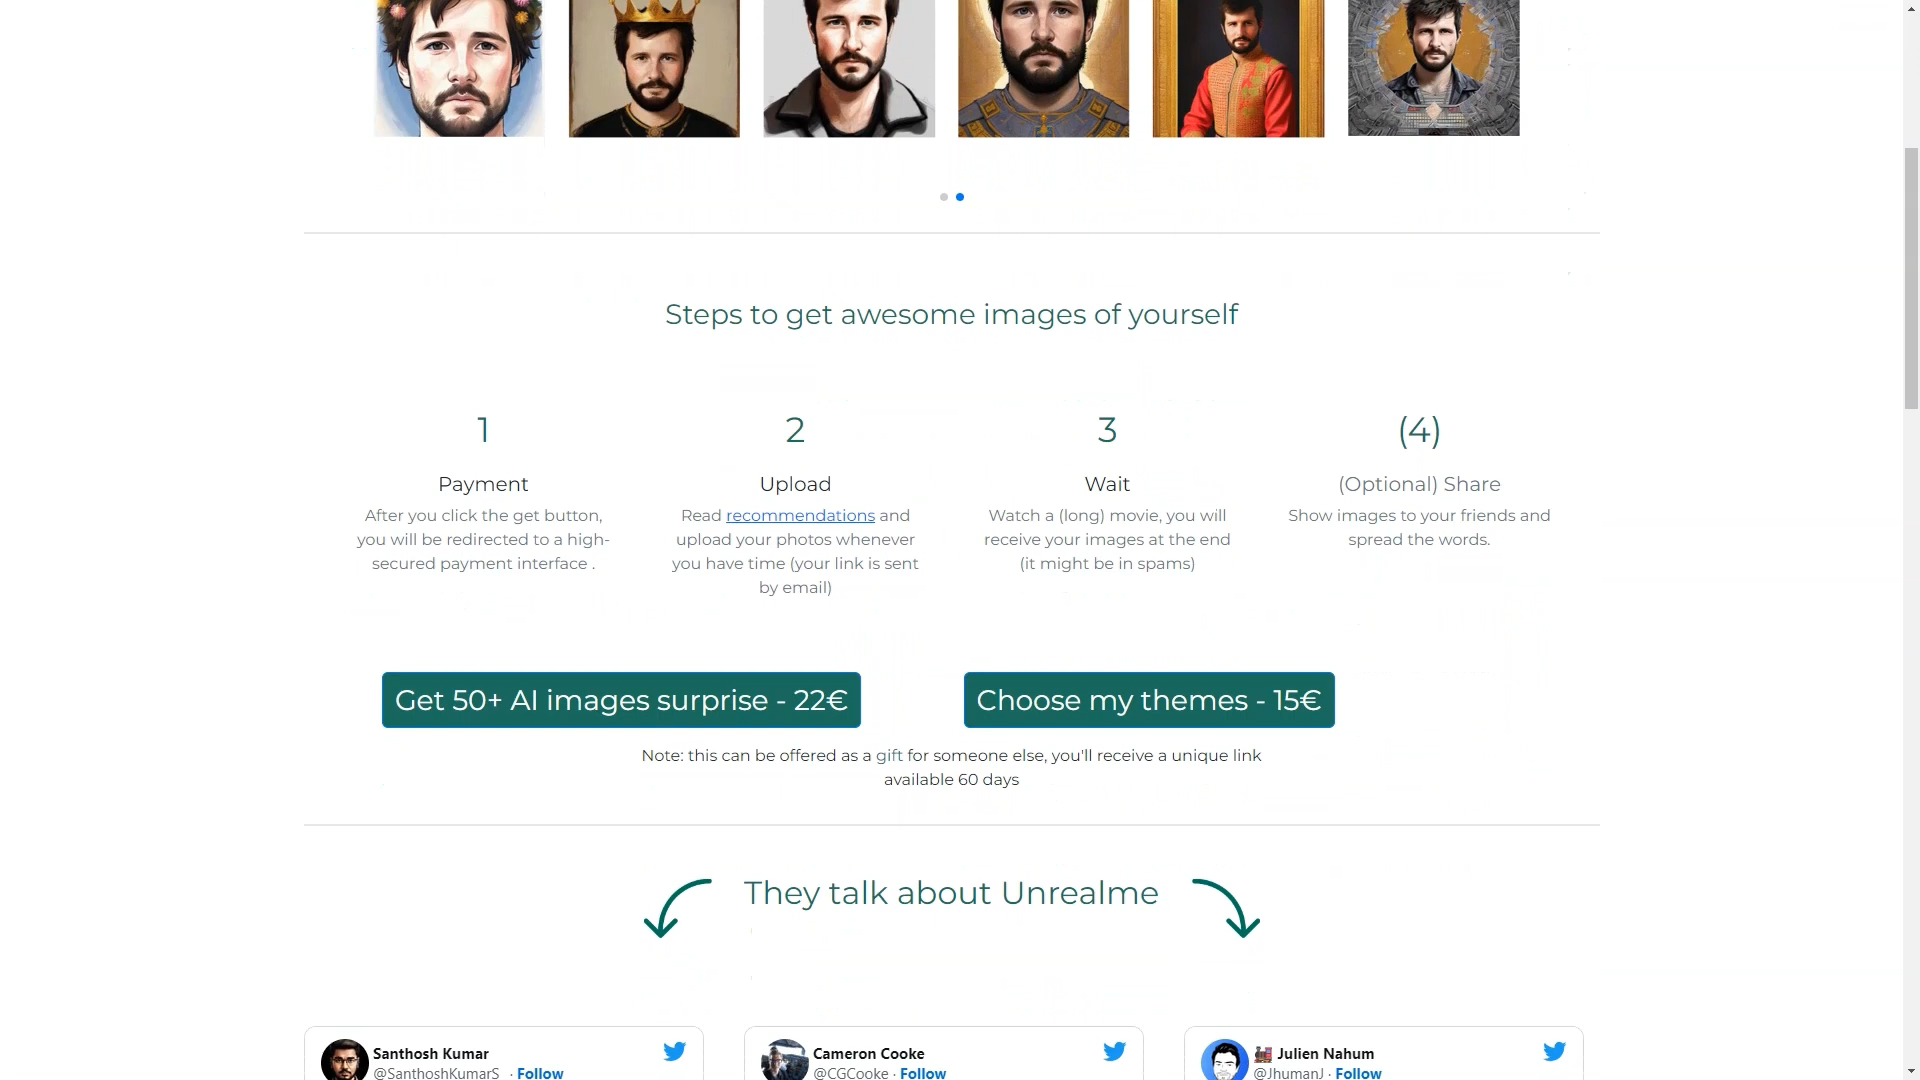 Steps to get awesome images of yourself
1
Payment
After you click the get button,
you will be redirected to a high-
secured payment interface .
2
Upload
Read recommendations and
upload your photos whenever
you have time (your link is sent
by email)
3
Wait
Watch a (long) movie, you will
receive your images at the end
(it might be in spams)
(4)
(Optional) Share
Show images to your friends and
spread the words.
Get 50+ AI images surprise - 22€
Choose my themes - 15€
Note: this can be offered as a gift for someone else, you'll receive a unique link
available 60 days
They talk about Unrealme
Santhosh Kumar
@SanthoshKumarS · Follow
Cameron Cooke
@CGCooke · Follow
🚂 Julien Nahum
@JhumanJ · Follow